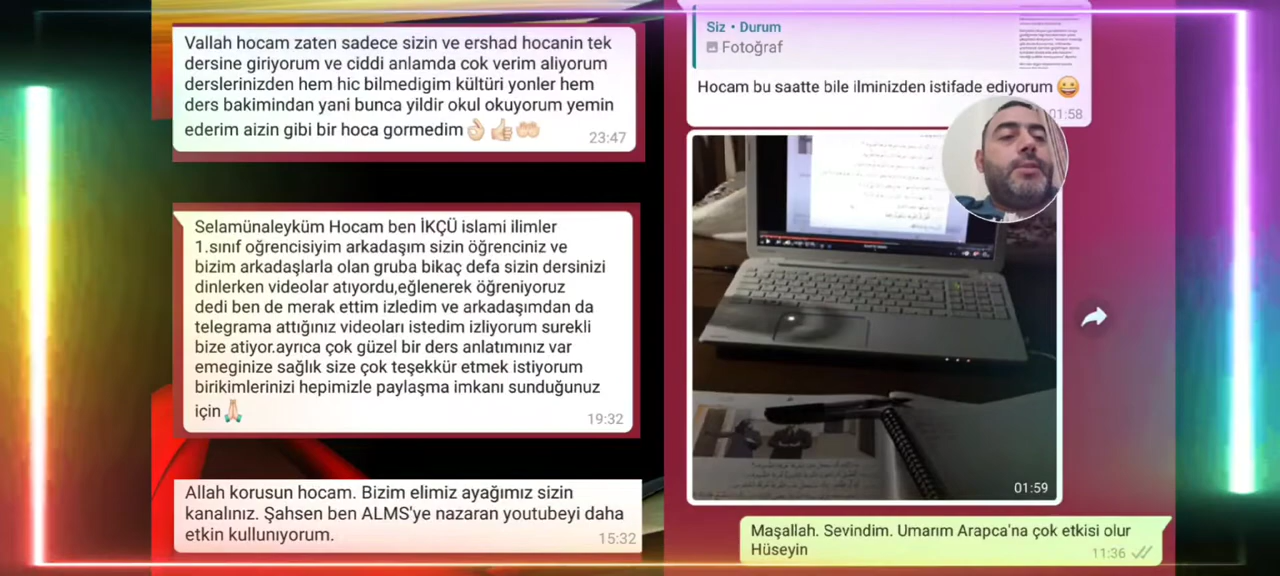 Vallah hocam zaten sadece sizin ve ershad hocanin tek
dersine giriyorum ve ciddi anlamda cok verim aliyorum
derslerinizden hem hic bilmedigim kültüri yonler hem
ders bakimindan yani bunca yildir okul okuyorum yemin
ederim aizin gibi bir hoca gormedim👌🏻👍🏻🤲🏻
23:47
Selamünaleyküm Hocam ben İKÇÜ islami ilimler
1.sınıf oğrencisiyim arkadaşım sizin öğrenciniz ve
bizim arkadaşlarla olan gruba bikaç defa sizin dersinizi
dinlerken videolar atıyordu,eğlenerek öğreniyoruz
dedi ben de merak ettim izledim ve arkadaşımdan da
telegrama attığınız videoları istedim izliyorum surekli
bize atiyor.ayrıca çok güzel bir ders anlatımınız var
emeginize sağlık size çok teşekkür etmek istiyorum
birikimlerinizi hepimizle paylaşma imkanı sunduğunuz
için🙏🏻
19:32
Allah korusun hocam. Bizim elimiz ayağımız sizin
kanalınız. Şahsen ben ALMS'ye nazaran youtubeyi daha
etkin kullunıyorum.
15:32
Siz • Durum
Fotoğraf
Hocam bu saatte bile ilminizden istifade ediyorum 😀
01:58
01:59
Maşallah. Sevindim. Umarım Arapca'na çok etkisi olur
Hüseyin
11:36